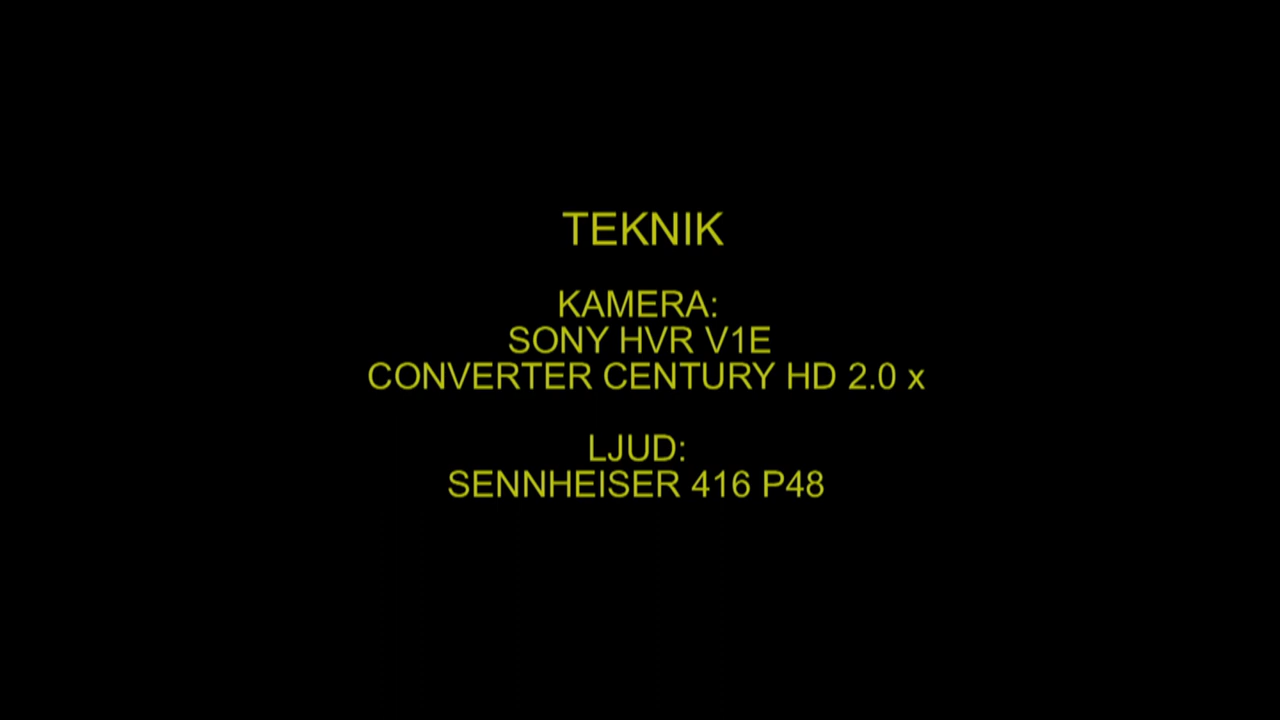 TEKNIK
KAMERA:
SONY HVR V1E
CONVERTER CENTURY HD 2.0 x
LJUD:
SENNHEISER 416 P48